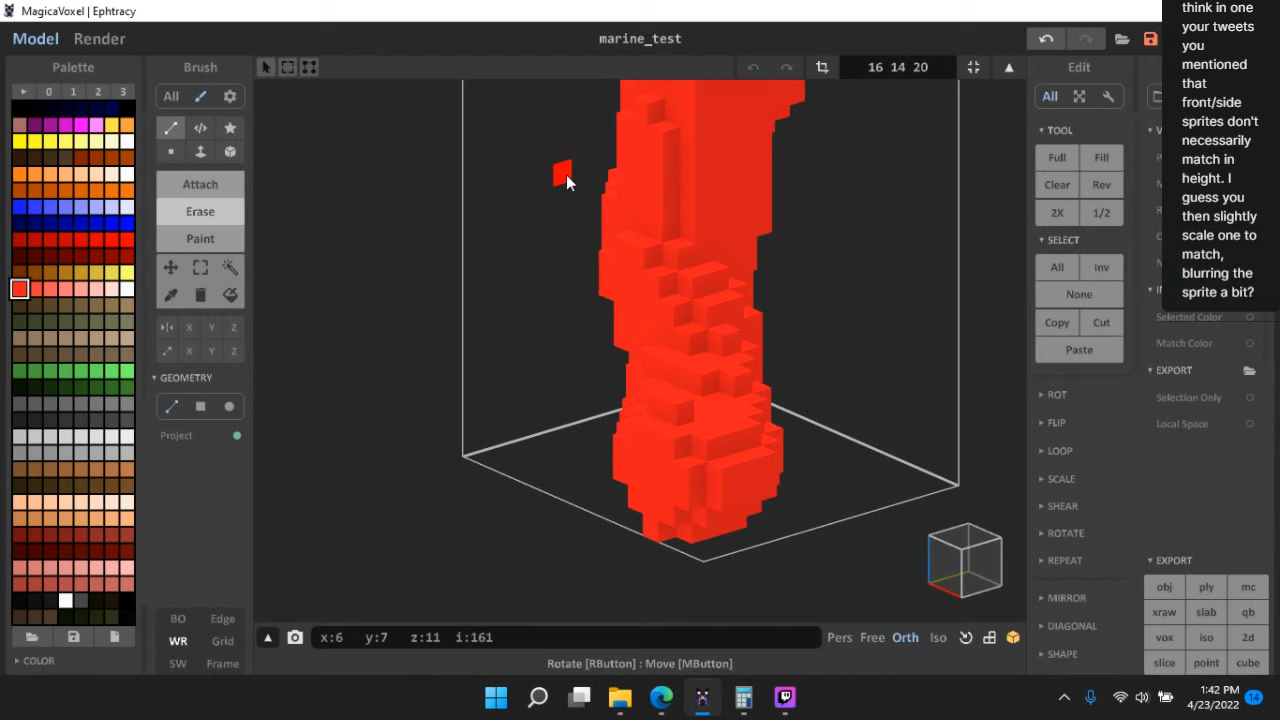 MagicaVoxel | Ephtracy
Model Render
marine_test
Palette
Brush
16 14 20
Edit
0 1 2 3
All
All
TOOL
Full Fill
Clear Rev
2X 1/2
SELECT
All Inv
None
Copy Cut
Paste
ROT
FLIP
LOOP
SCALE
SHEAR
ROTATE
REPEAT
MIRROR
DIAGONAL
SHAPE
Attach
Erase
Paint
X Y Z
X Y Z
GEOMETRY
Project
BO Edge
WR Grid
SW Frame
COLOR
think in one
your tweets
you
mentioned
that
front/side
sprites don't
necessarily
match in
height. I
guess you
then slightly
scale one to
match,
blurring the
sprite a bit?
Selected Color
Match Color
EXPORT
Selection Only
Local Space
EXPORT
obj ply mc
xraw slab qb
vox iso 2d
slice point cube
x:6 y:7 z:11 i:161
Pers Free Orth Iso
Rotate [RButton] : Move [MButton]
1:42 PM
4/23/2022
14